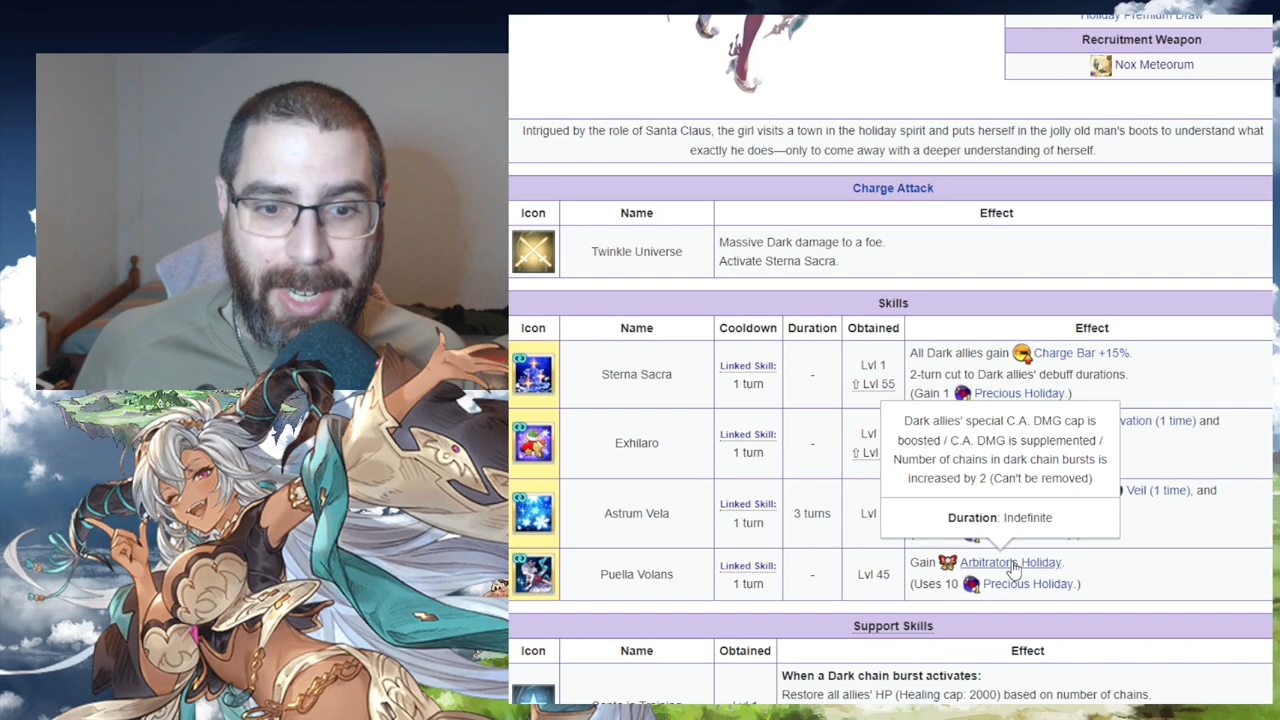 Holiday Premium Draw
Recruitment Weapon
Nox Meteorum
Intrigued by the role of Santa Claus, the girl visits a town in the holiday spirit and puts herself in the jolly old man's boots to understand what
exactly he does—only to come away with a deeper understanding of herself.
Charge Attack
Icon Name Effect
Twinkle Universe
Massive Dark damage to a foe.
Activate Sterna Sacra.
Skills
Icon Name Cooldown Duration Obtained Effect
Sterna Sacra
Linked Skill:
1 turn
-
Lvl 1
⇧ Lvl 55
All Dark allies gain Charge Bar +15%.
2-turn cut to Dark allies' debuff durations.
(Gain 1 Precious Holiday.)
Exhilaro
Linked Skill:
1 turn
-
Lvl
⇧ Lvl
(1 time) and
Dark allies' special C.A. DMG cap is
boosted / C.A. DMG is supplemented /
Number of chains in dark chain bursts is
increased by 2 (Can't be removed)
Duration: Indefinite
Astrum Vela
Linked Skill:
1 turn
3 turns
Lvl
Veil (1 time), and
Puella Volans
Linked Skill:
1 turn
-
Lvl 45
Gain Arbitrator's Holiday.
(Uses 10 Precious Holiday.)
Support Skills
Icon Name Obtained Effect
When a Dark chain burst activates:
Restore all allies' HP (Healing cap: 2000) based on number of chains.